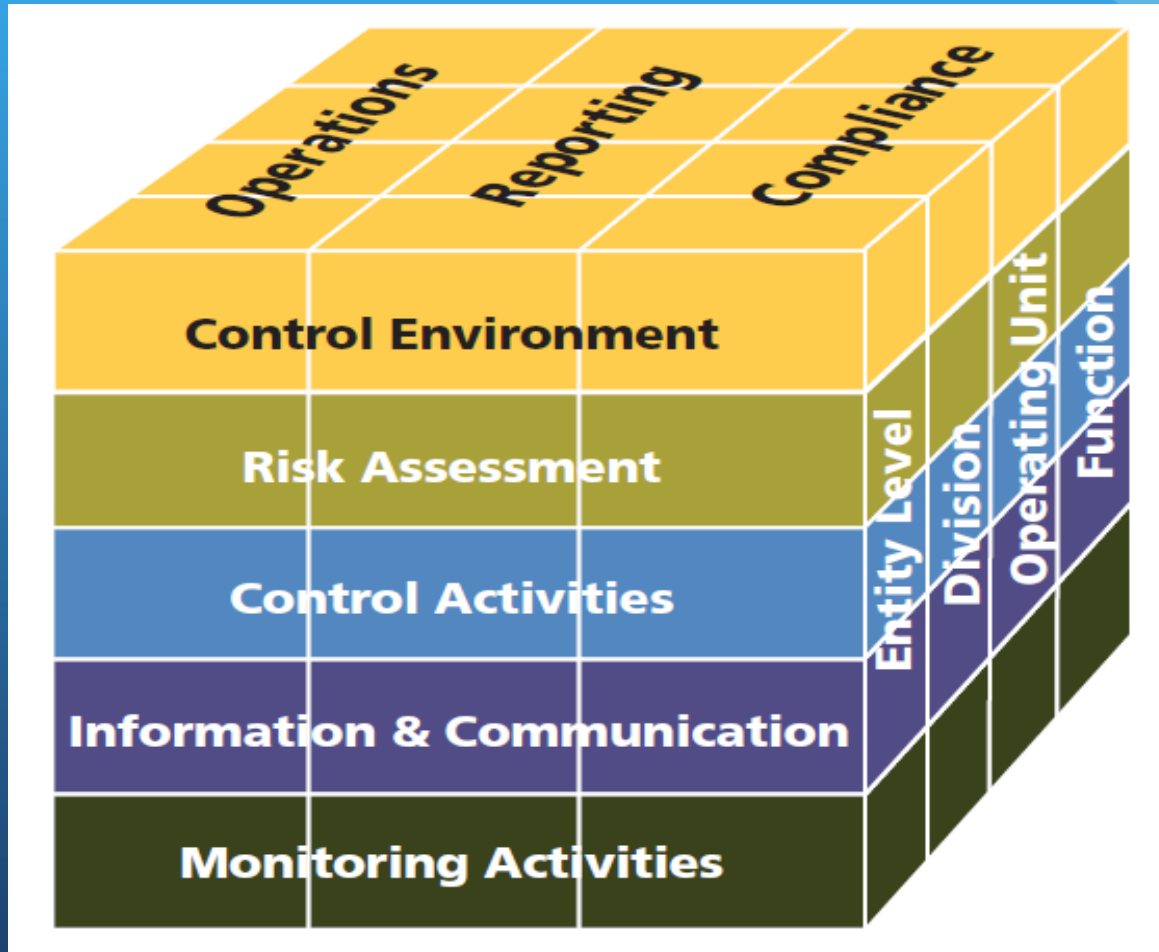 Operations
Reporting
Compliance
Control Environment
Risk Assessment
Control Activities
Information & Communication
Monitoring Activities
Entity Level
Division
Operating Unit
Function